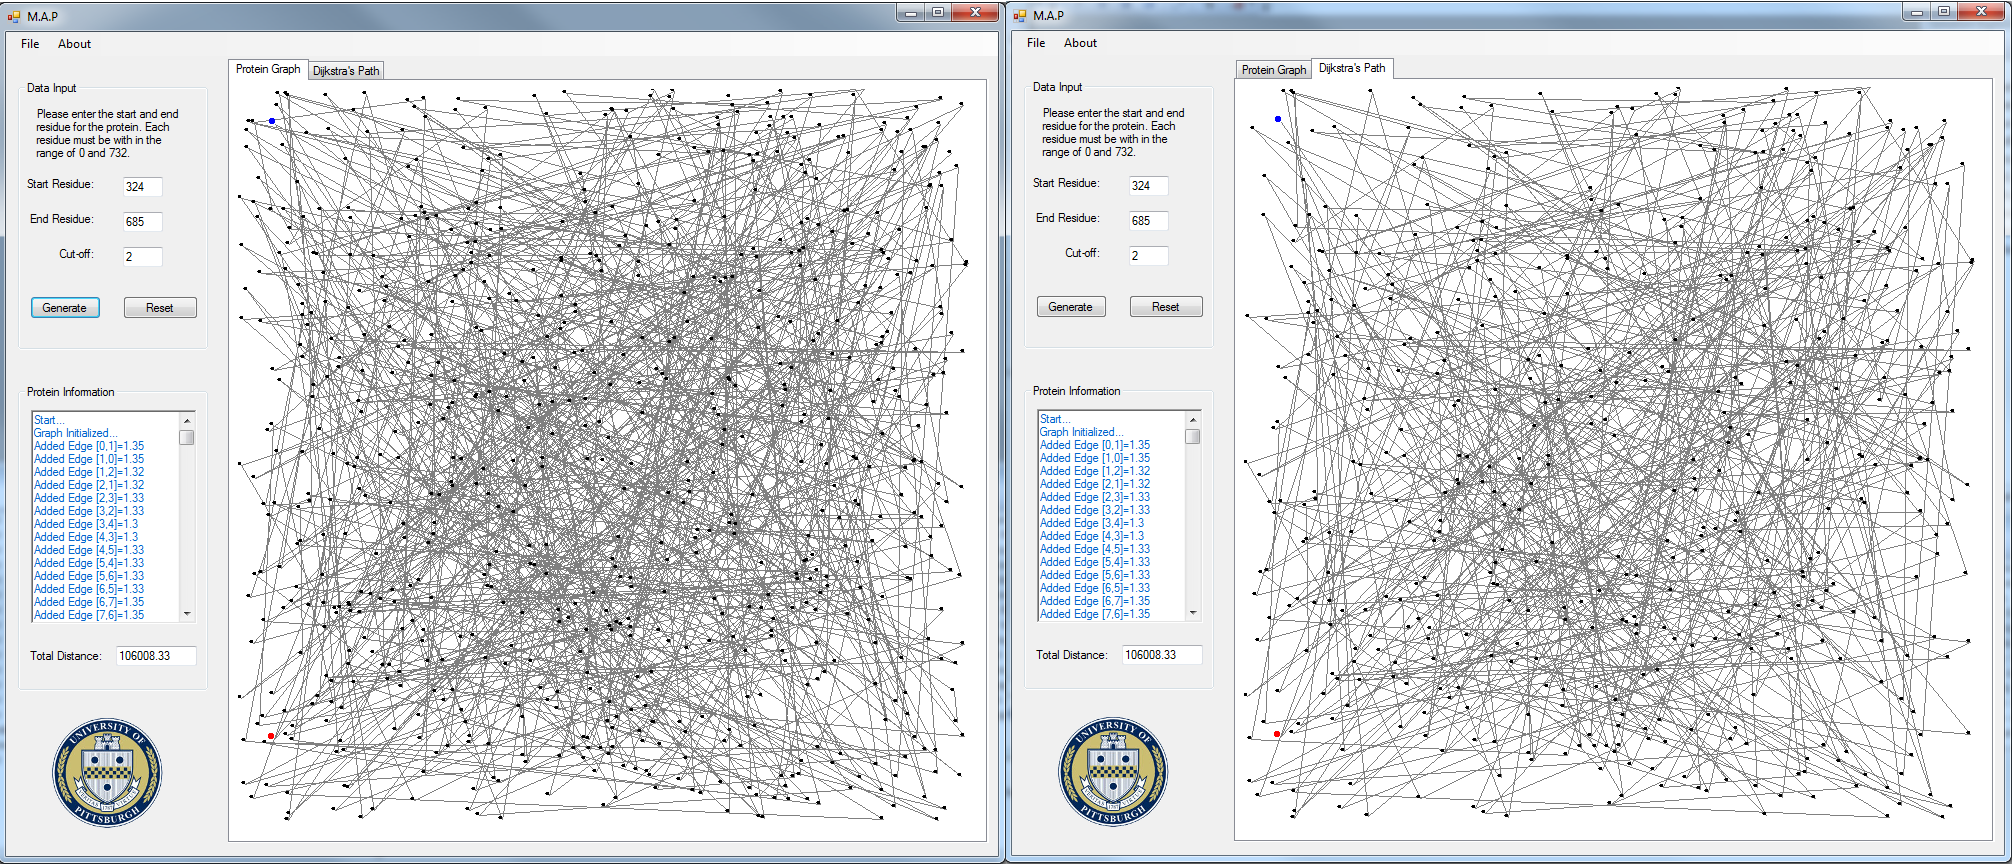 M.A.P
File About
Protein Graph Dijkstra's Path
Data Input
Please enter the start and end
residue for the protein. Each
residue must be with in the
range of 0 and 732.
Start Residue: 324
End Residue: 685
Cut-off: 2
Generate Reset
Protein Information
Start...
Graph Initialized...
Added Edge [0,1]=1.35
Added Edge [1,0]=1.35
Added Edge [1,2]=1.32
Added Edge [2,1]=1.32
Added Edge [2,3]=1.33
Added Edge [3,2]=1.33
Added Edge [3,4]=1.3
Added Edge [4,3]=1.3
Added Edge [4,5]=1.33
Added Edge [5,4]=1.33
Added Edge [5,6]=1.33
Added Edge [6,5]=1.33
Added Edge [6,7]=1.35
Added Edge [7,6]=1.35
Total Distance: 106008.33
UNIVERSITY OF
PITTSBURGH
M.A.P
File About
Protein Graph Dijkstra's Path
Data Input
Please enter the start and end
residue for the protein. Each
residue must be with in the
range of 0 and 732.
Start Residue: 324
End Residue: 685
Cut-off: 2
Generate Reset
Protein Information
Start...
Graph Initialized...
Added Edge [0,1]=1.35
Added Edge [1,0]=1.35
Added Edge [1,2]=1.32
Added Edge [2,1]=1.32
Added Edge [2,3]=1.33
Added Edge [3,2]=1.33
Added Edge [3,4]=1.3
Added Edge [4,3]=1.3
Added Edge [4,5]=1.33
Added Edge [5,4]=1.33
Added Edge [5,6]=1.33
Added Edge [6,5]=1.33
Added Edge [6,7]=1.35
Added Edge [7,6]=1.35
Total Distance: 106008.33
UNIVERSITY OF
PITTSBURGH